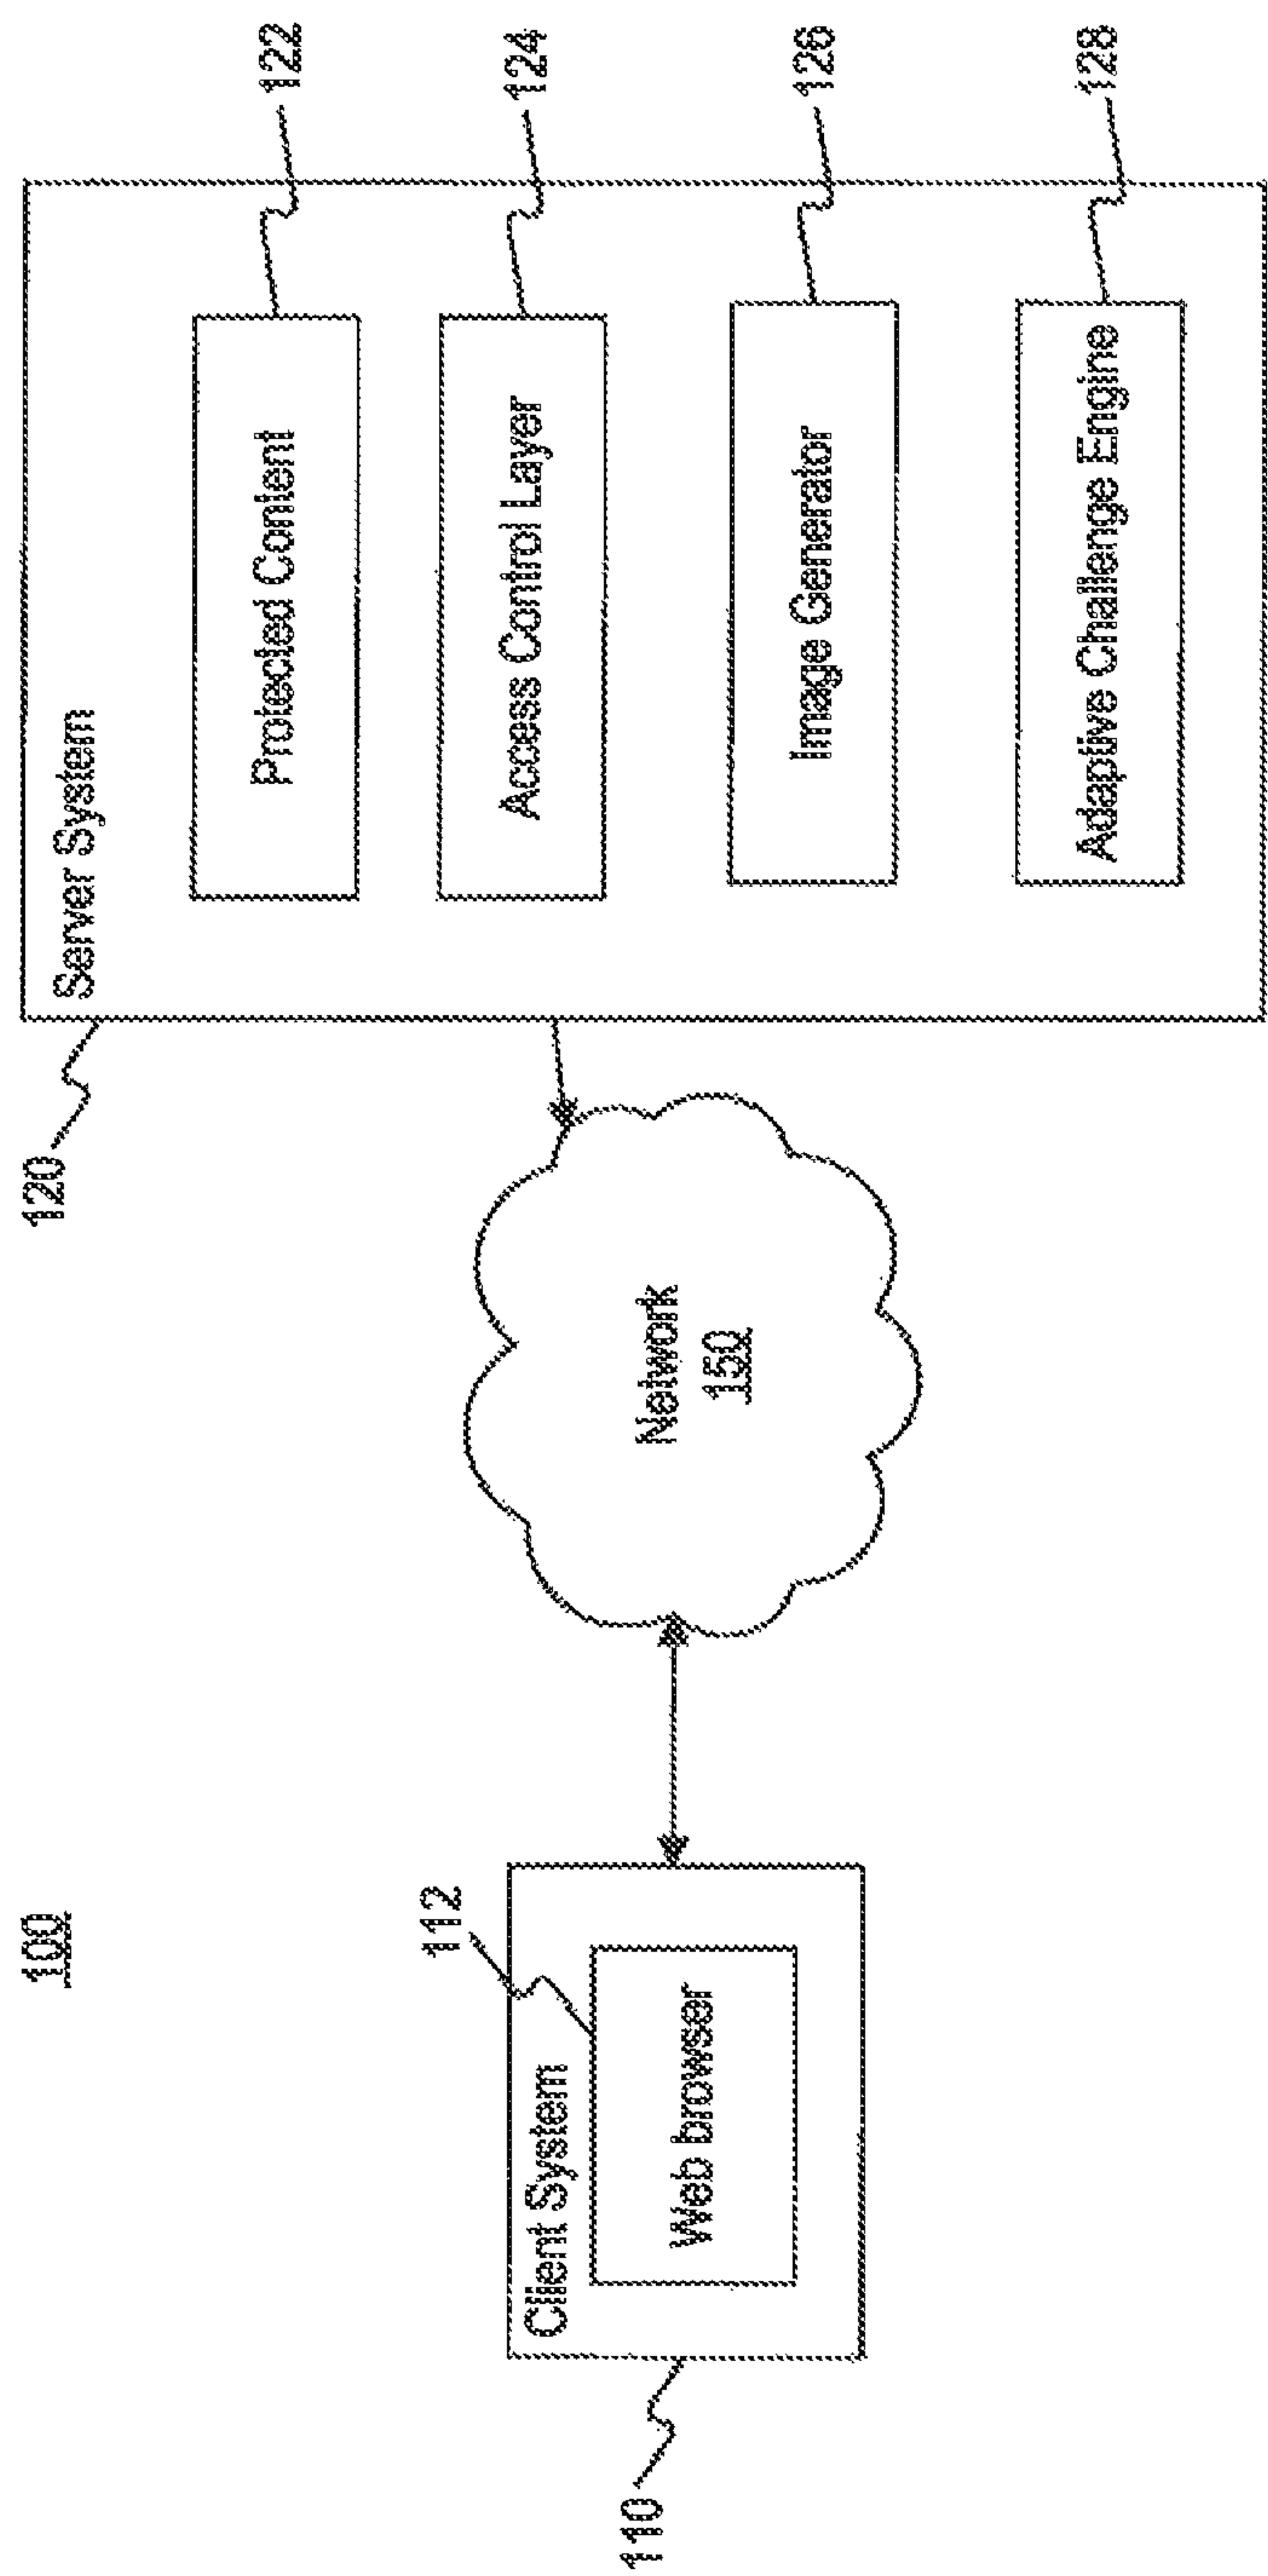 100
110
Client System
112
Web browser
Network
150
120
Server System
Protected Content
122
Access Control Layer
124
Image Generator
126
Adaptive Challenge Engine
128